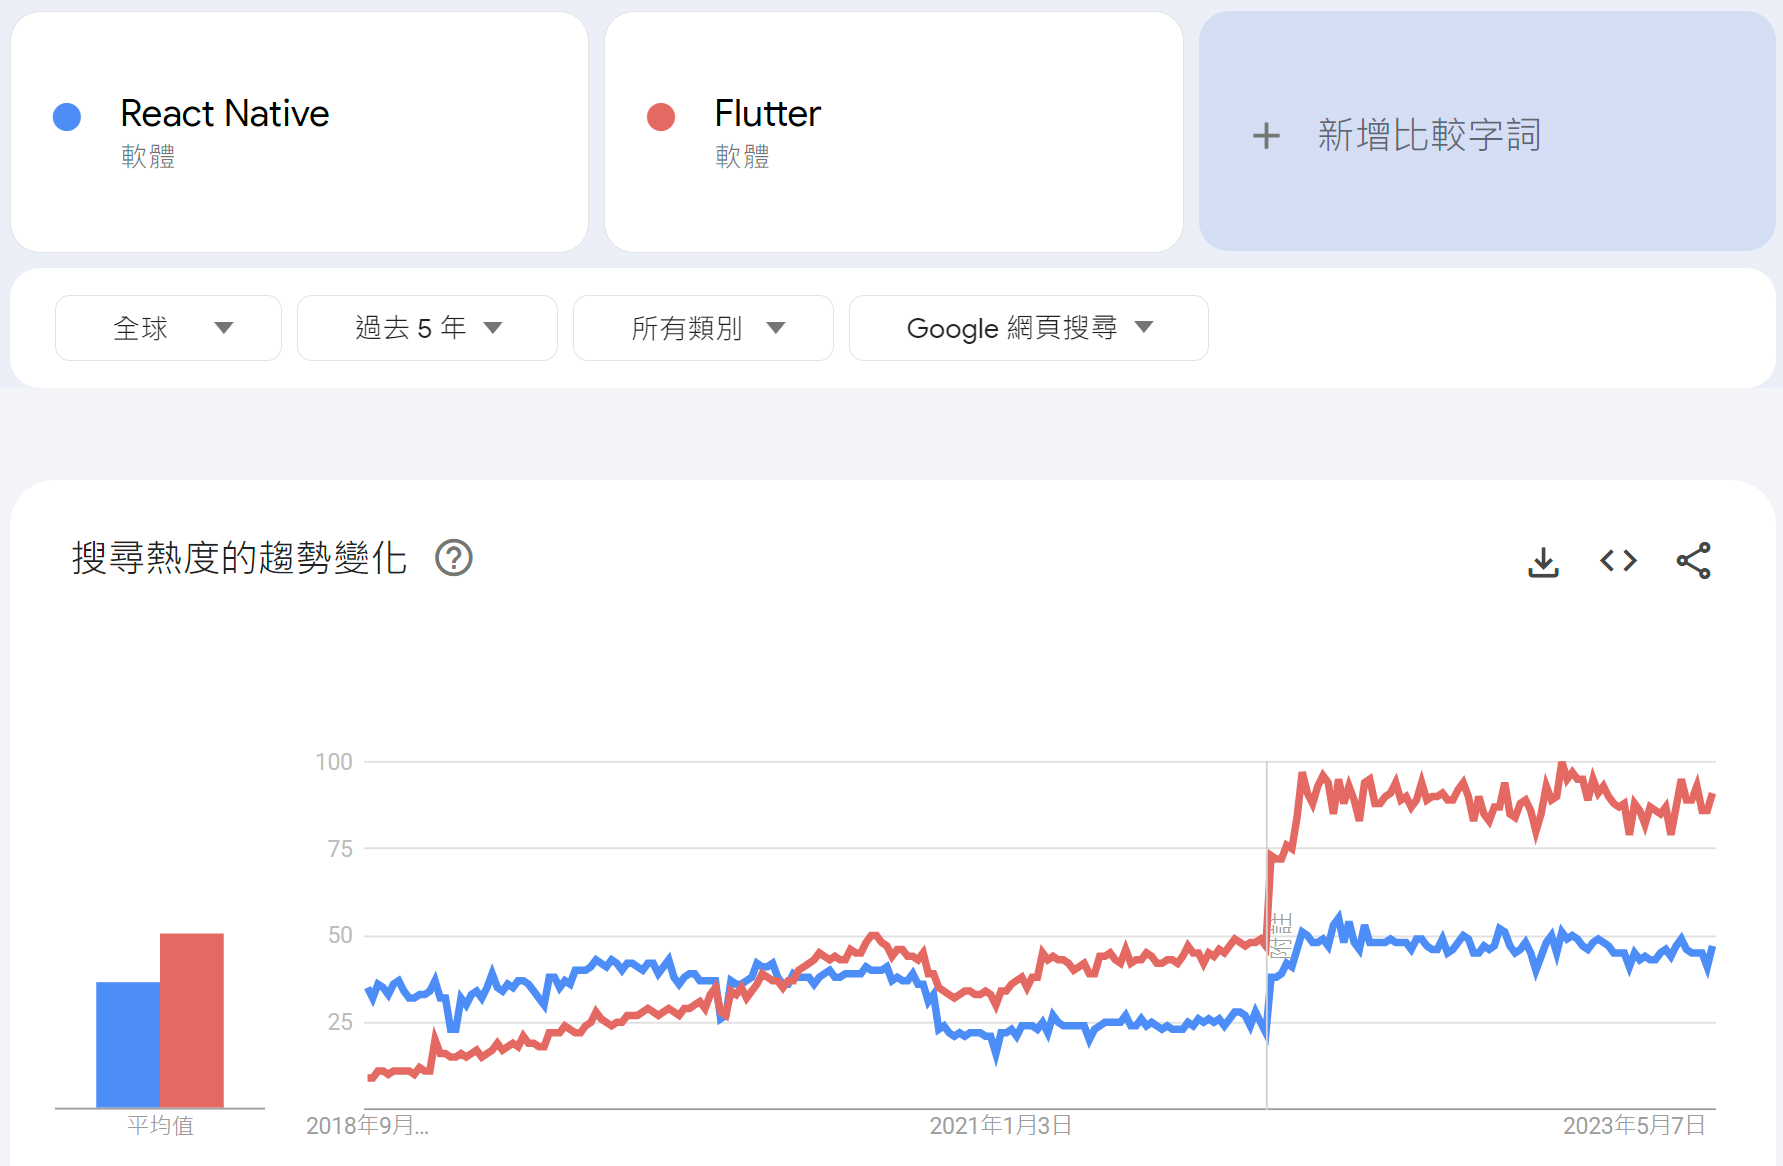 React Native
軟體
Flutter
軟體
+ 新增比較字詞
全球
過去 5 年
所有類別
Google 網頁搜尋
搜尋熱度的趨勢變化
100
75
50
25
附註
平均值
2018年9月...
2021年1月3日
2023年5月7日